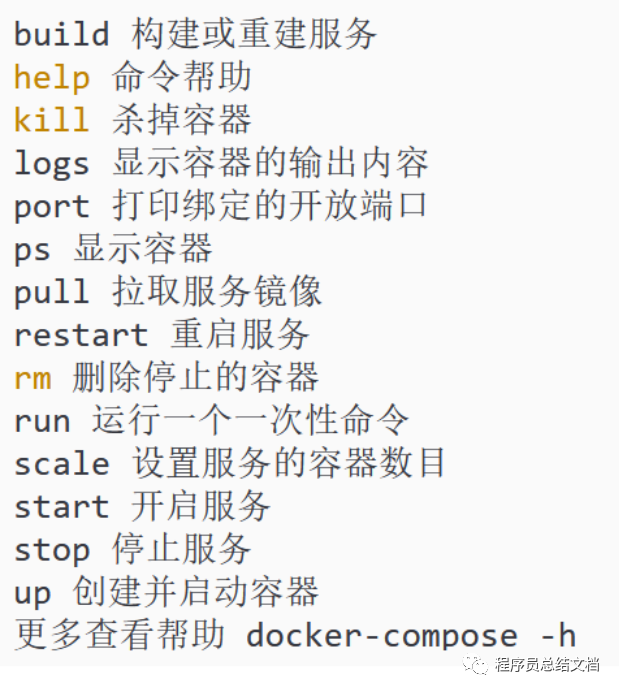 build 构建或重建服务
help 命令帮助
kill 杀掉容器
logs 显示容器的输出内容
port 打印绑定的开放端口
ps 显示容器
pull 拉取服务镜像
restart 重启服务
rm 删除停止的容器
run 运行一个一次性命令
scale 设置服务的容器数目
start 开启服务
stop 停止服务
up 创建并启动容器
更多查看帮助 docker-compose -h
程序员总结文档